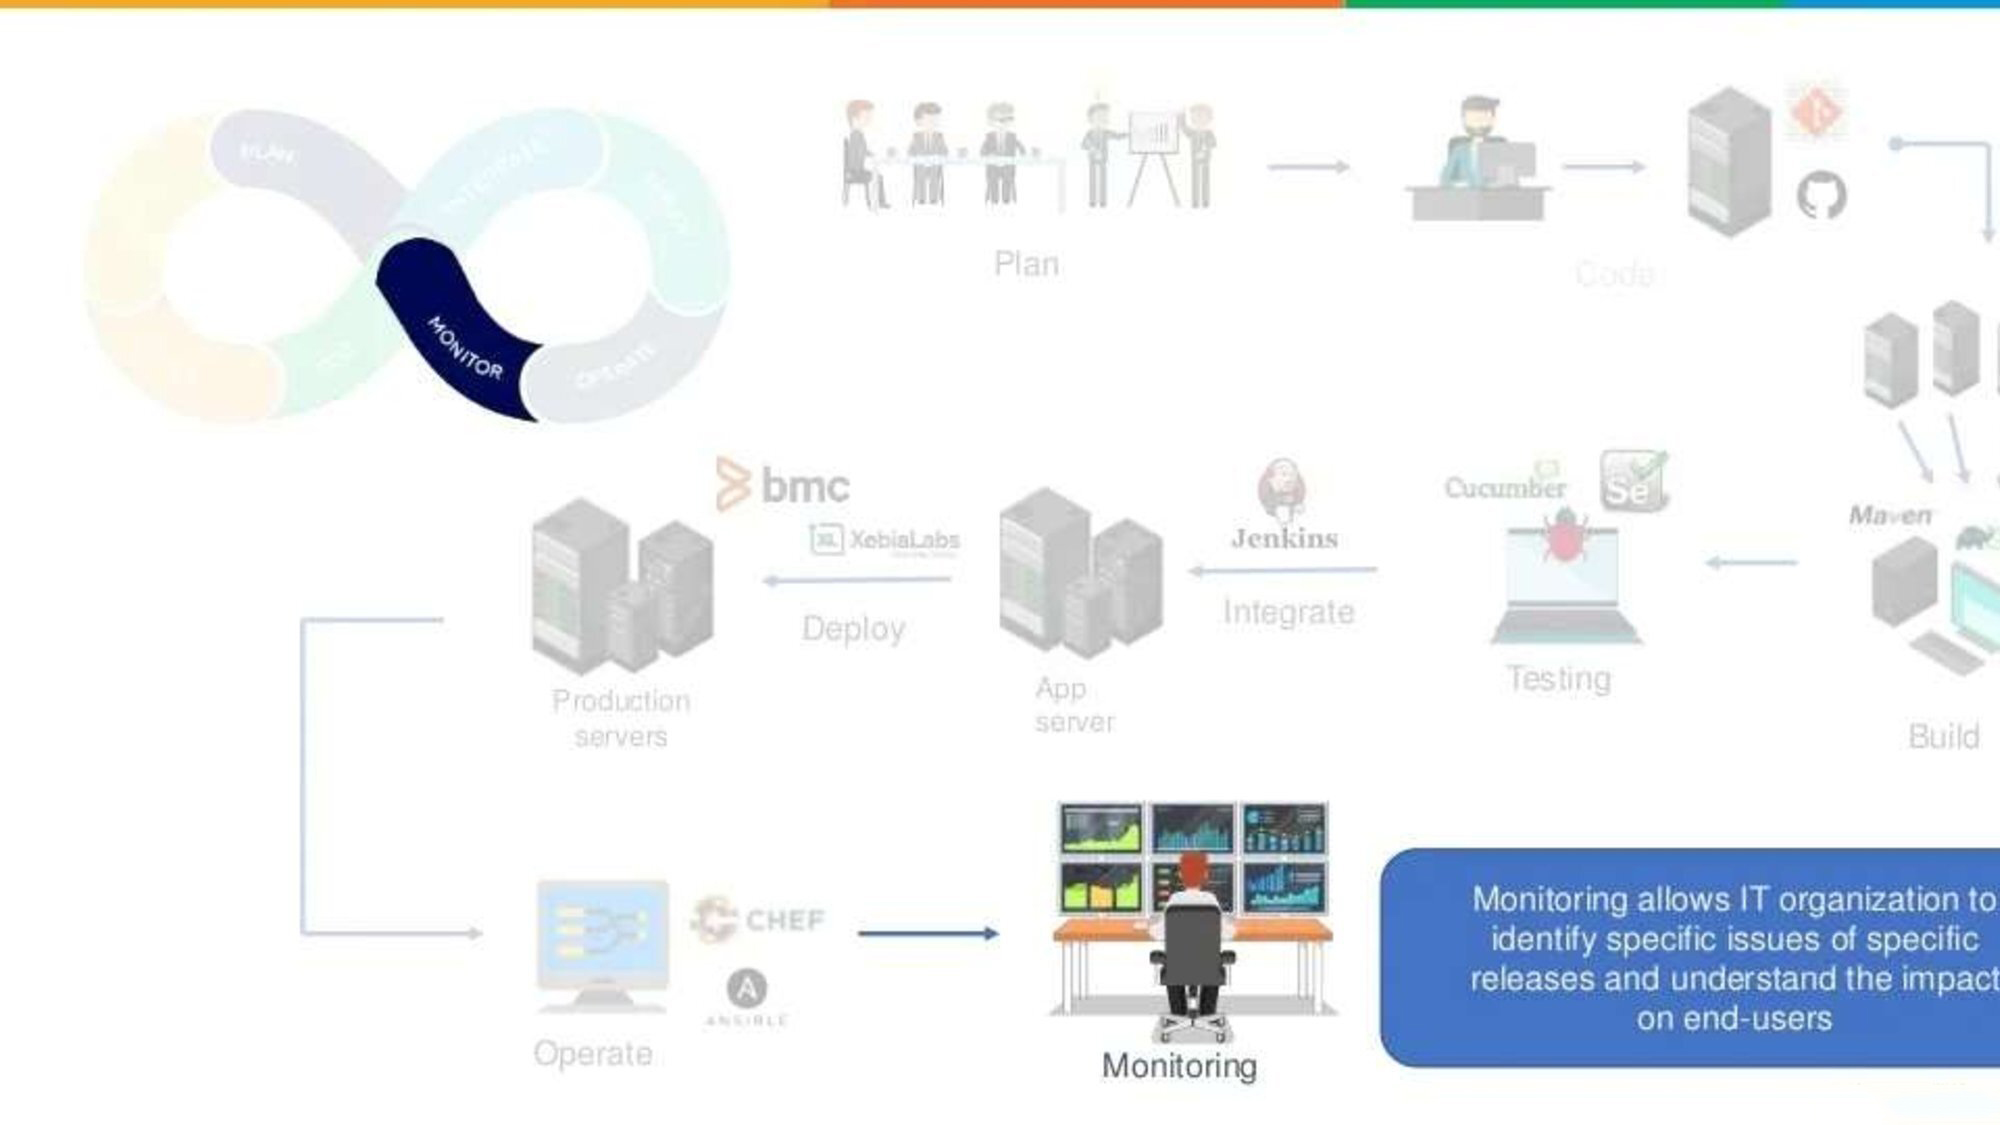 PLAN
INTEGRATE
MONITOR
OPERATE
Plan
Code
bmc
XebiaLabs
Deploy
Jenkins
Integrate
Cucumber
Se
Testing
Maven
Build
Production
servers
App
server
CHEF
A
ANSIBLE
Operate
Monitoring
Monitoring allows IT organization to
identify specific issues of specific
releases and understand the impact
on end-users